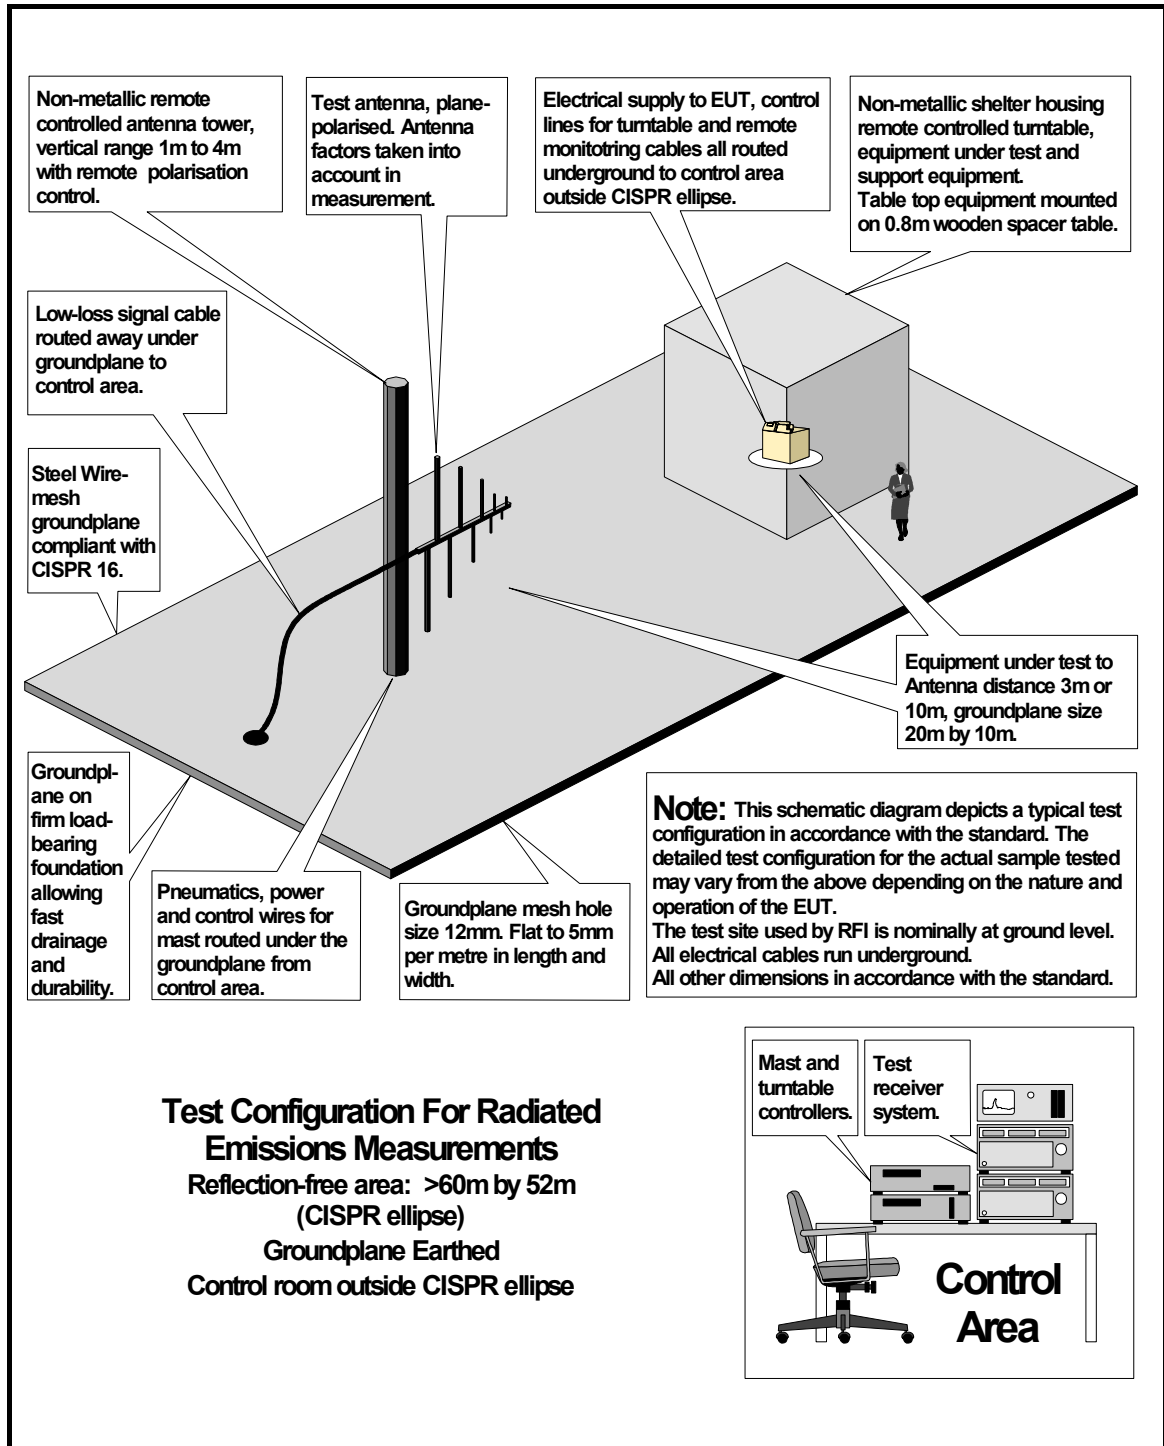 Non-metallic remote
controlled antenna tower,
vertical range 1m to 4m
with remote polarisation
control.
Test antenna, plane-
polarised. Antenna
factors taken into
account in
measurement.
Electrical supply to EUT, control
lines for turntable and remote
monitotring cables all routed
underground to control area
outside CISPR ellipse.
Non-metallic shelter housing
remote controlled turntable,
equipment under test and
support equipment.
Table top equipment mounted
on 0.8m wooden spacer table.
Low-loss signal cable
routed away under
groundplane to
control area.
Steel Wire-
mesh
groundplane
compliant with
CISPR 16.
Equipment under test to
Antenna distance 3m or
10m, groundplane size
20m by 10m.
Groundpl-
ane on
firm load-
bearing
foundation
allowing
fast
drainage
and
durability.
Pneumatics, power
and control wires for
mast routed under the
groundplane from
control area.
Groundplane mesh hole
size 12mm. Flat to 5mm
per metre in length and
width.
Note: This schematic diagram depicts a typical test
configuration in accordance with the standard. The
detailed test configuration for the actual sample tested
may vary from the above depending on the nature and
operation of the EUT.
The test site used by RFI is nominally at ground level.
All electrical cables run underground.
All other dimensions in accordance with the standard.
Test Configuration For Radiated
Emissions Measurements
Reflection-free area: >60m by 52m
(CISPR ellipse)
Groundplane Earthed
Control room outside CISPR ellipse
Mast and
turntable
controllers.
Test
receiver
system.
Control
Area